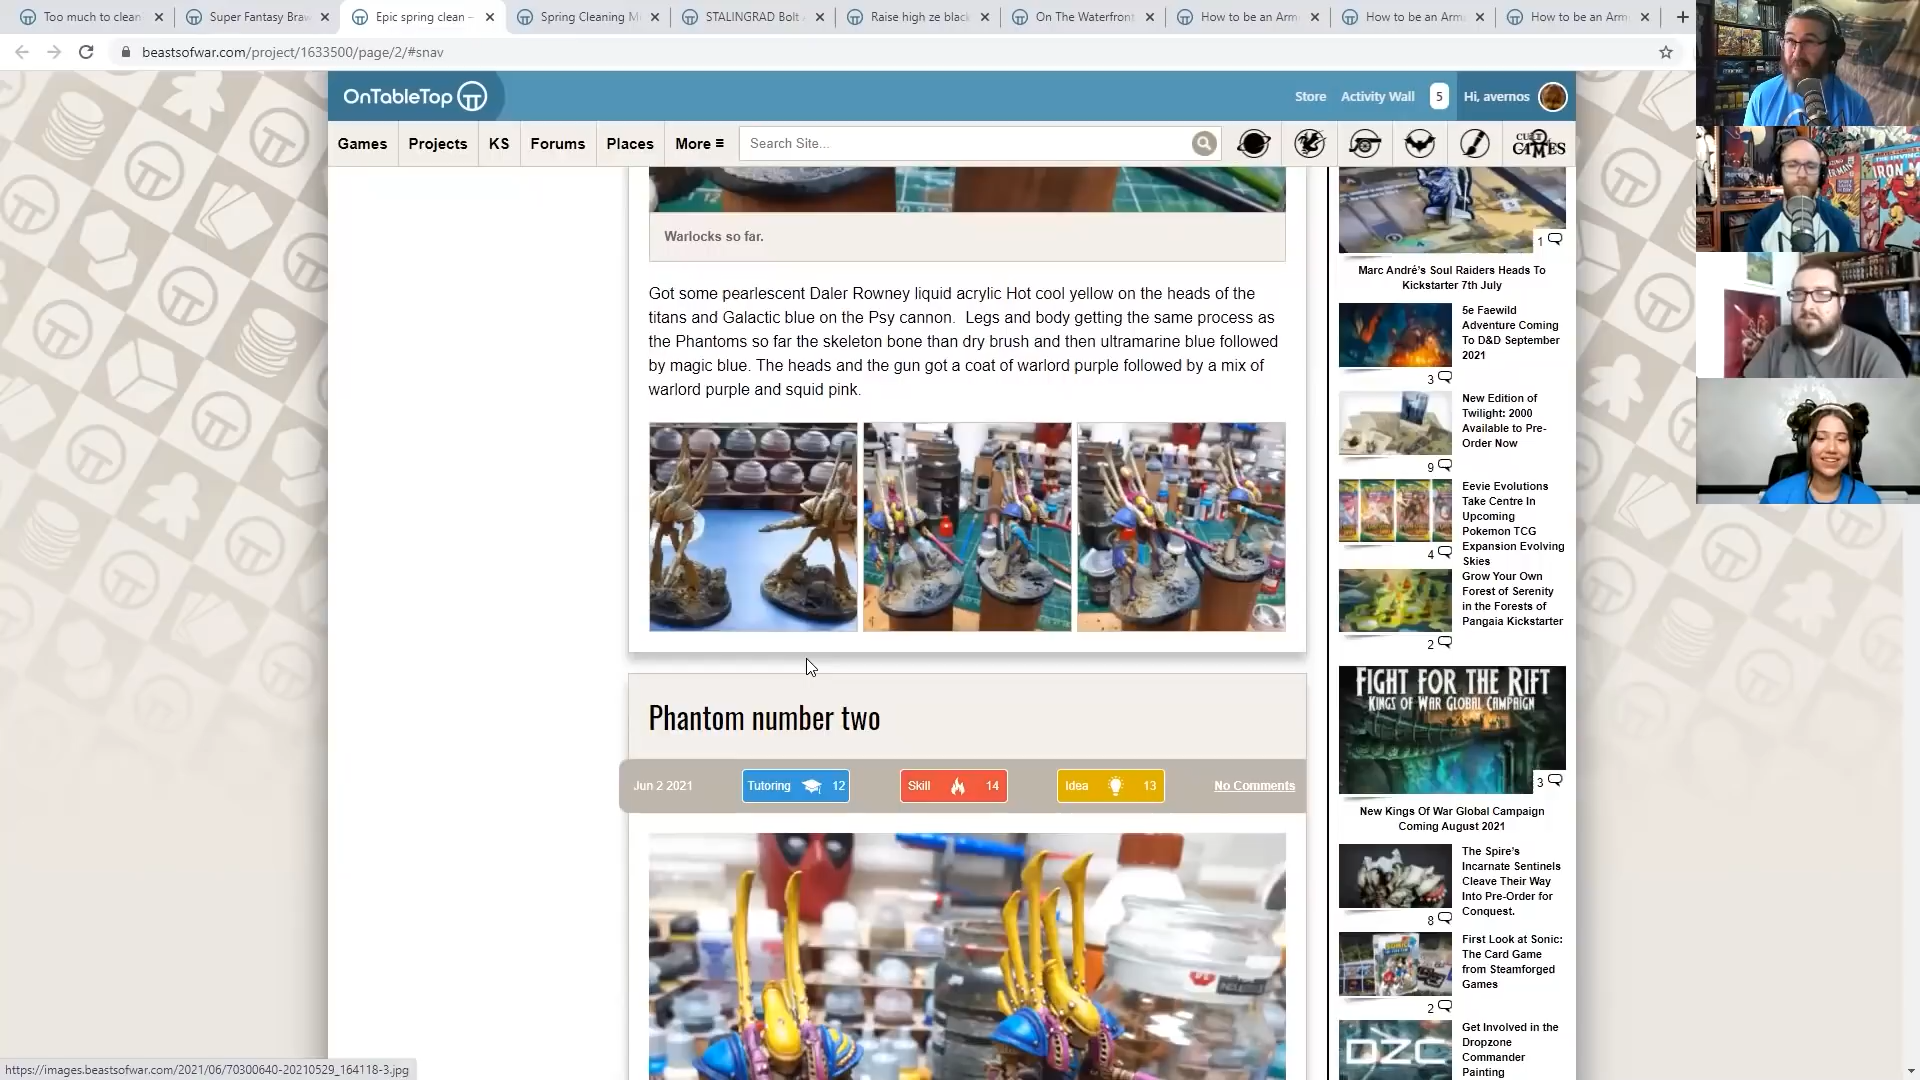 Too much to clean
Super Fantasy Braw
Epic spring clean –
Spring Cleaning M
STALINGRAD Bolt A
Raise high ze black
On The Waterfront
How to be an Arm
How to be an Arm
How to be an Arm
beastsofwar.com/project/1633500/page/2/#snav
OnTableTop
Store
Activity Wall
5
Hi, avernos
Games
Projects
KS
Forums
Places
More ≡
Search Site...
CULT OF GAMES
Warlocks so far.
Got some pearlescent Daler Rowney liquid acrylic Hot cool yellow on the heads of the
titans and Galactic blue on the Psy cannon. Legs and body getting the same process as
the Phantoms so far the skeleton bone than dry brush and then ultramarine blue followed
by magic blue. The heads and the gun got a coat of warlord purple followed by a mix of
warlord purple and squid pink.
Phantom number two
Jun 2 2021
Tutoring 12
Skill 14
Idea 13
No Comments
1
Marc André's Soul Raiders Heads To
Kickstarter 7th July
5e Faewild
Adventure Coming
To D&D September
2021
3
New Edition of
Twilight: 2000
Available to Pre-
Order Now
9
Eevie Evolutions
Take Centre In
Upcoming
Pokemon TCG
Expansion Evolving
Skies
4
Grow Your Own
Forest of Serenity
in the Forests of
Pangaia Kickstarter
2
FIGHT FOR THE RIFT
KINGS OF WAR GLOBAL CAMPAIGN
3
New Kings Of War Global Campaign
Coming August 2021
The Spire's
Incarnate Sentinels
Cleave Their Way
Into Pre-Order for
Conquest.
8
First Look at Sonic:
The Card Game
from Steamforged
Games
2
Get Involved in the
Dropzone
Commander
Painting
DZC
https://images.beastsofwar.com/2021/06/70300640-20210529_164118-3.jpg
THE INVINCIBLE
IRON M